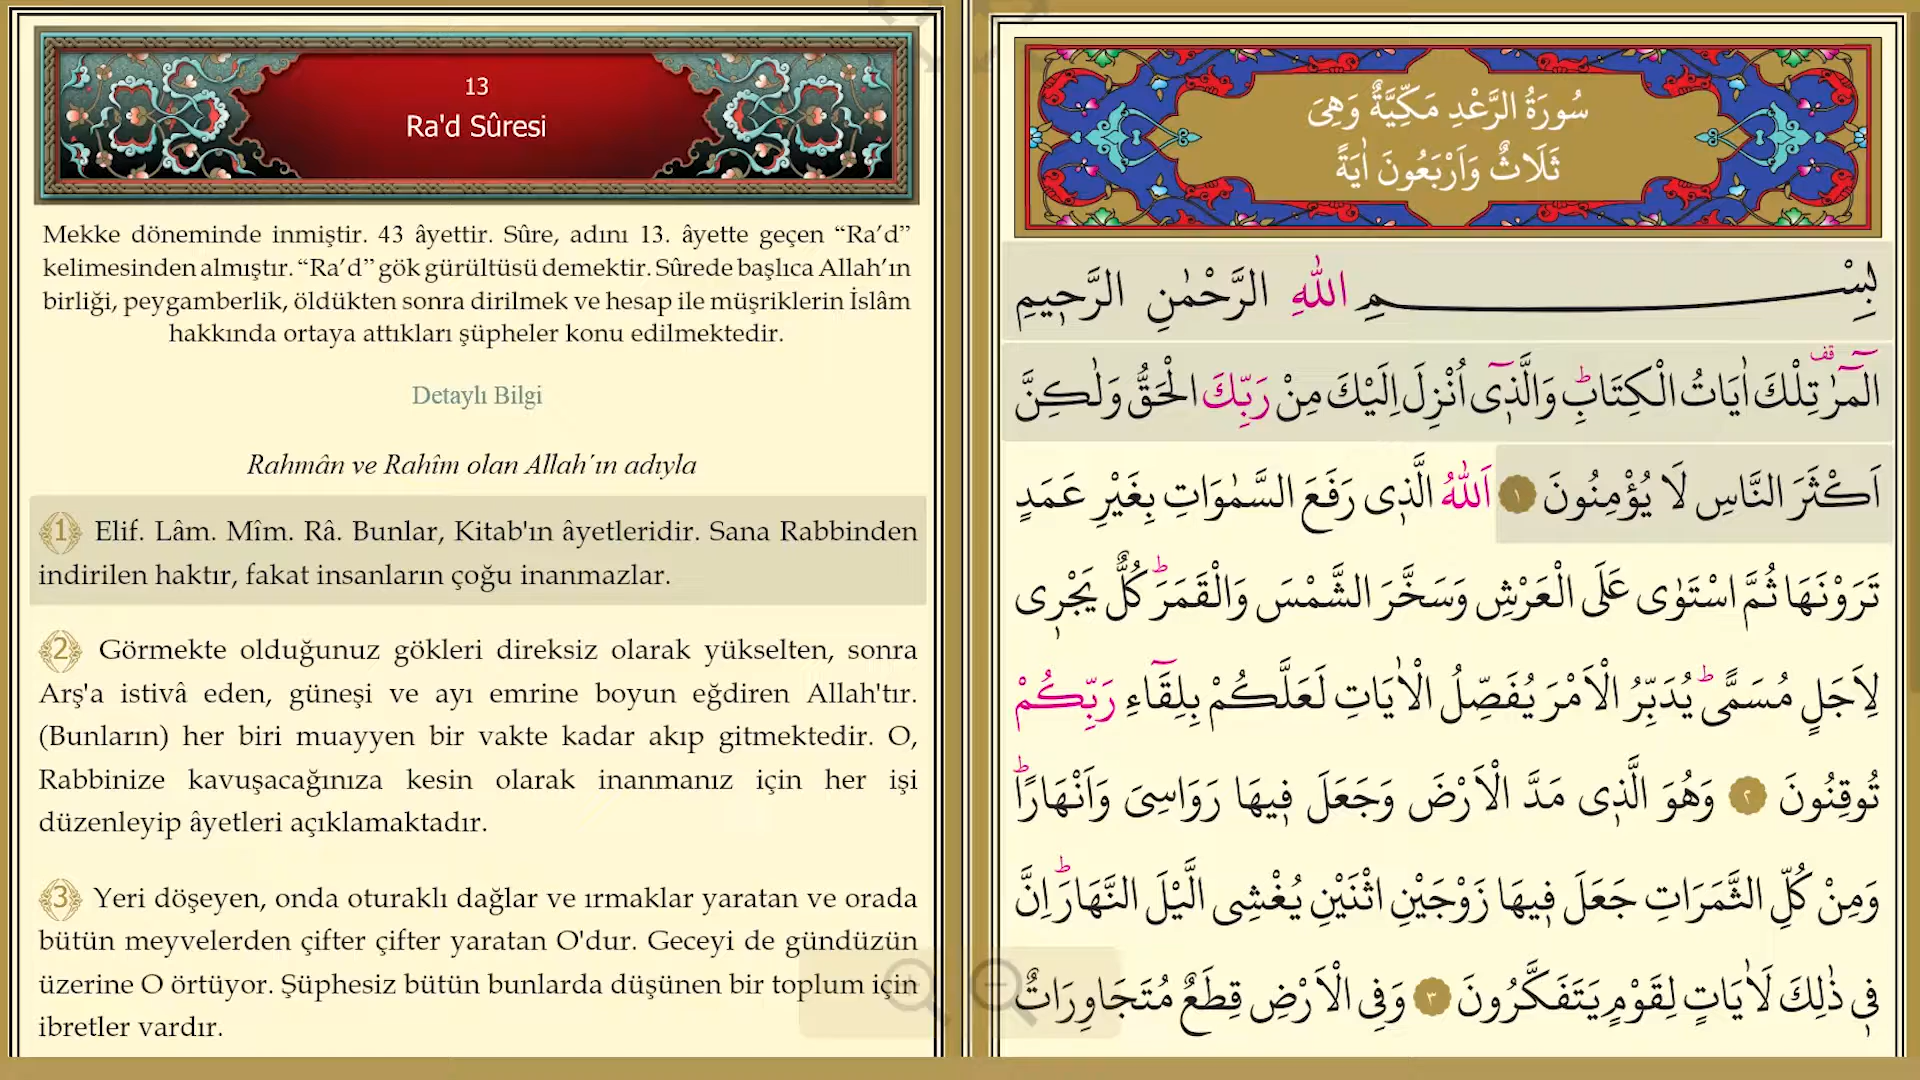 13
Ra'd Sûresi
Mekke döneminde inmiştir. 43 âyettir. Sûre, adını 13. âyette geçen “Ra’d”
kelimesinden almıştır. “Ra’d” gök gürültüsü demektir. Sûrede başlıca Allah’ın
birliği, peygamberlik, öldükten sonra dirilmek ve hesap ile müşriklerin İslâm
hakkında ortaya attıkları şüpheler konu edilmektedir.
Detaylı Bilgi
Rahmân ve Rahîm olan Allah´ın adıyla
1 Elif. Lâm. Mîm. Râ. Bunlar, Kitab'ın âyetleridir. Sana Rabbinden
indirilen haktır, fakat insanların çoğu inanmazlar.
2 Görmekte olduğunuz gökleri direksiz olarak yükselten, sonra
Arş'a istivâ eden, güneşi ve ayı emrine boyun eğdiren Allah'tır.
(Bunların) her biri muayyen bir vakte kadar akıp gitmektedir. O,
Rabbinize kavuşacağınıza kesin olarak inanmanız için her işi
düzenleyip âyetleri açıklamaktadır.
3 Yeri döşeyen, onda oturaklı dağlar ve ırmaklar yaratan ve orada
bütün meyvelerden çifter çifter yaratan O'dur. Geceyi de gündüzün
üzerine O örtüyor. Şüphesiz bütün bunlarda düşünen bir toplum için
ibretler vardır.
سُورَةُ الرَّعْدِ مَكِّيَّةٌ وَهِيَ
ثَلَاثٌ وَاَرْبَعُونَ اٰيَةً
بِسْمِ اللّٰهِ الرَّحْمٰنِ الرَّح۪يمِ
الٓمٓرٰ۠ تِلْكَ اٰيَاتُ الْكِتَابِۜ وَالَّذ۪ٓي اُنْزِلَ اِلَيْكَ مِنْ رَبِّكَ الْحَقُّ وَلٰكِنَّ
اَكْثَرَ النَّاسِ لَا يُؤْمِنُونَ ١ اَللّٰهُ الَّذ۪ي رَفَعَ السَّمٰوَاتِ بِغَيْرِ عَمَدٍ
تَرَوْنَهَا ثُمَّ اسْتَوٰى عَلَى الْعَرْشِ وَسَخَّرَ الشَّمْسَ وَالْقَمَرَۜ كُلٌّ يَجْر۪ي
لِاَجَلٍ مُسَمًّىۜ يُدَبِّرُ الْاَمْرَ يُفَصِّلُ الْاٰيَاتِ لَعَلَّكُمْ بِلِقَٓاءِ رَبِّكُمْ
تُوقِنُونَ ٢ وَهُوَ الَّذ۪ي مَدَّ الْاَرْضَ وَجَعَلَ ف۪يهَا رَوَاسِيَ وَاَنْهَاراًۜ
وَمِنْ كُلِّ الثَّمَرَاتِ جَعَلَ ف۪يهَا زَوْجَيْنِ اثْنَيْنِ يُغْشِي الَّيْلَ النَّهَارَۜ اِنَّ
ف۪ي ذٰلِكَ لَاٰيَاتٍ لِقَوْمٍ يَتَفَكَّرُونَ ٣ وَفِي الْاَرْضِ قِطَعٌ مُتَجَاوِرَاتٌ